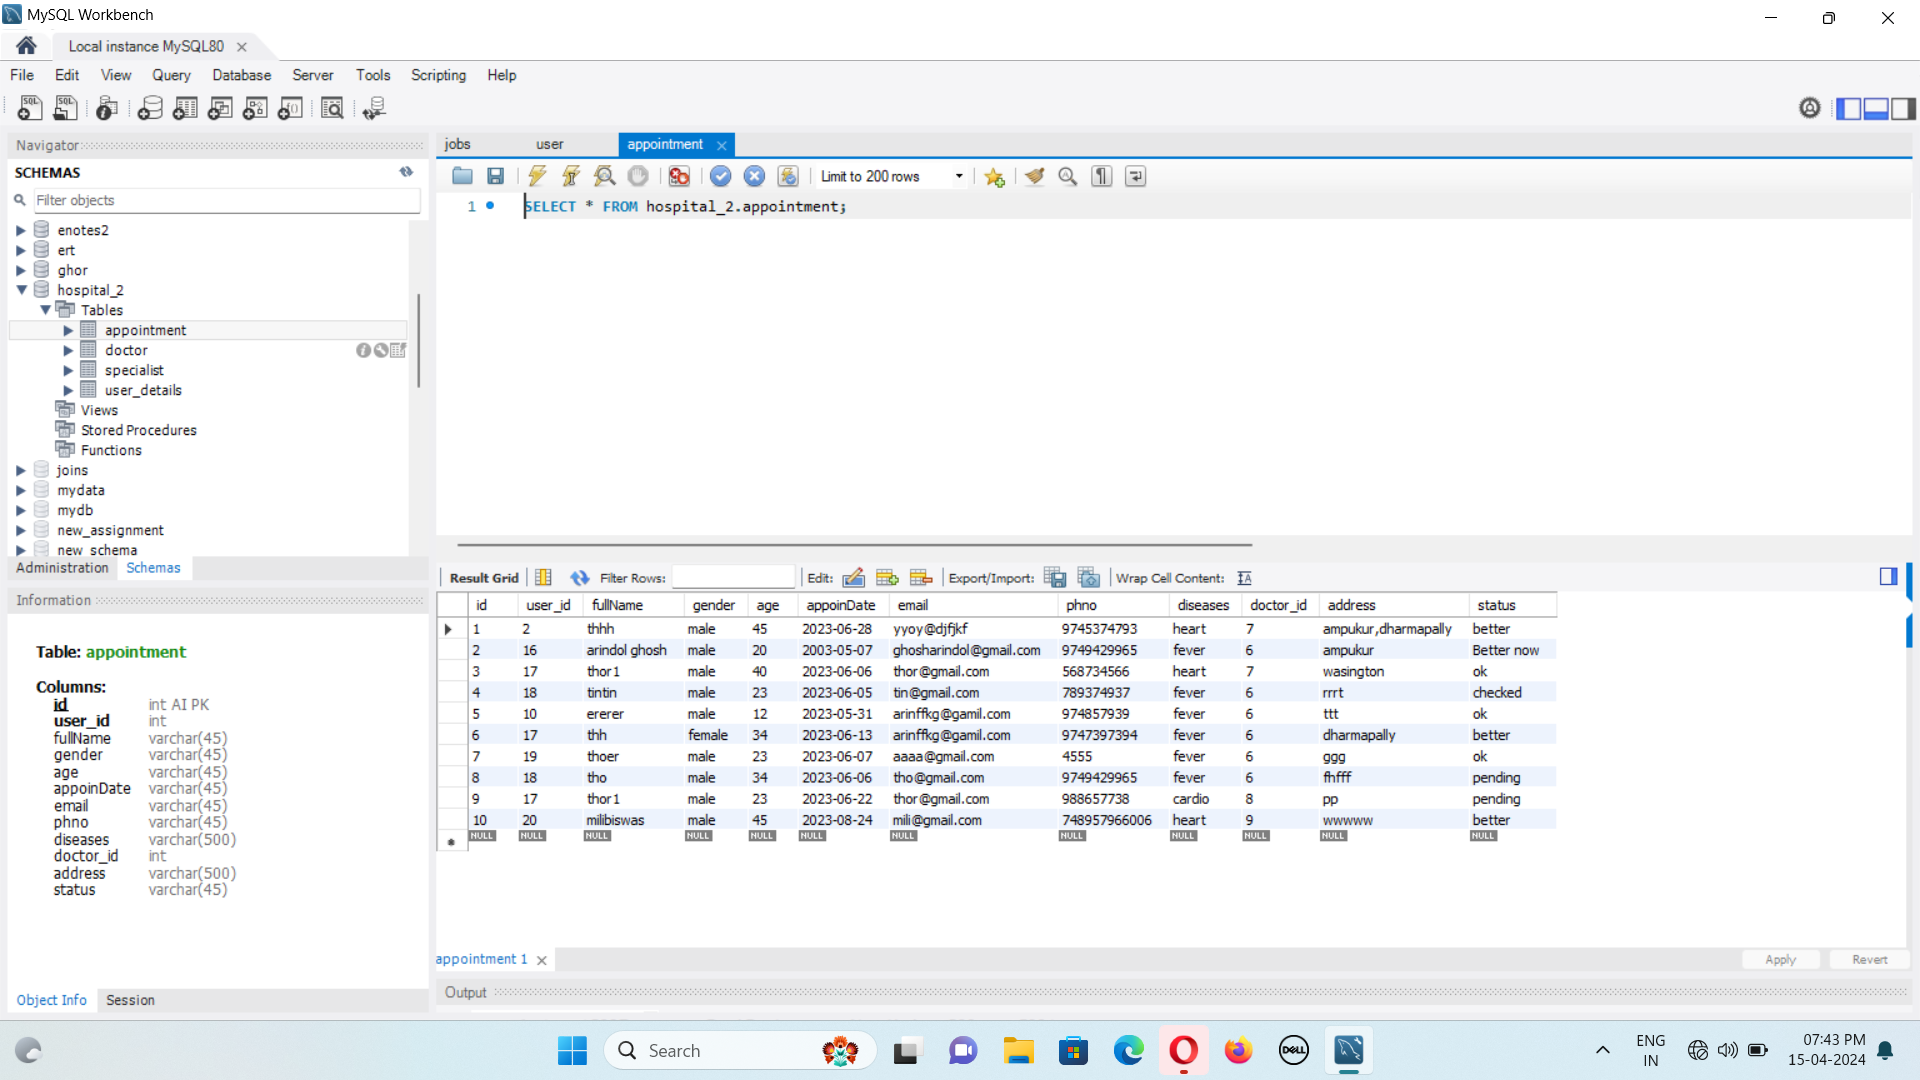 MySQL Workbench
Local instance MySQL80
File Edit View Query Database Server Tools Scripting Help
Navigator
SCHEMAS
Filter objects
enotes2
ert
ghor
hospital_2
Tables
appointment
doctor
specialist
user_details
Views
Stored Procedures
Functions
joins
mydata
mydb
new_assignment
new_schema
Administration Schemas
Information
Table: appointment
Columns:
id int AI PK
user_id int
fullName varchar(45)
gender varchar(45)
age varchar(45)
appoinDate varchar(45)
email varchar(45)
phno varchar(45)
diseases varchar(500)
doctor_id int
address varchar(500)
status varchar(45)
Object Info Session
jobs user appointment
Limit to 200 rows
1 SELECT * FROM hospital_2.appointment;
Result Grid Filter Rows: Edit: Export/Import: Wrap Cell Content:
id user_id fullName gender age appoinDate email phno diseases doctor_id address status
1 2 thhh male 45 2023-06-28 yyoy@djfjkf 9745374793 heart 7 ampukur,dharmapally better
2 16 arindol ghosh male 20 2003-05-07 ghosharindol@gmail.com 9749429965 fever 6 ampukur Better now
3 17 thor1 male 40 2023-06-06 thor@gmail.com 568734566 heart 7 wasington ok
4 18 tintin male 23 2023-06-05 tin@gmail.com 789374937 fever 6 rrrt checked
5 10 ererer male 12 2023-05-31 arinffkg@gamil.com 974857939 fever 6 ttt ok
6 17 thh female 34 2023-06-13 arinffkg@gamil.com 9747397394 fever 6 dharmapally better
7 19 thoer male 23 2023-06-07 aaaa@gmail.com 4555 fever 6 ggg ok
8 18 tho male 34 2023-06-06 tho@gmail.com 9749429965 fever 6 fhfff pending
9 17 thor1 male 23 2023-06-22 thor@gmail.com 988657738 cardio 8 pp pending
10 20 milibiswas male 45 2023-08-24 mili@gmail.com 748957966006 heart 9 wwwww better
NULL NULL NULL NULL NULL NULL NULL NULL NULL NULL NULL NULL
appointment 1
Apply Revert
Output
Search
DELL
ENG
IN
07:43 PM
15-04-2024